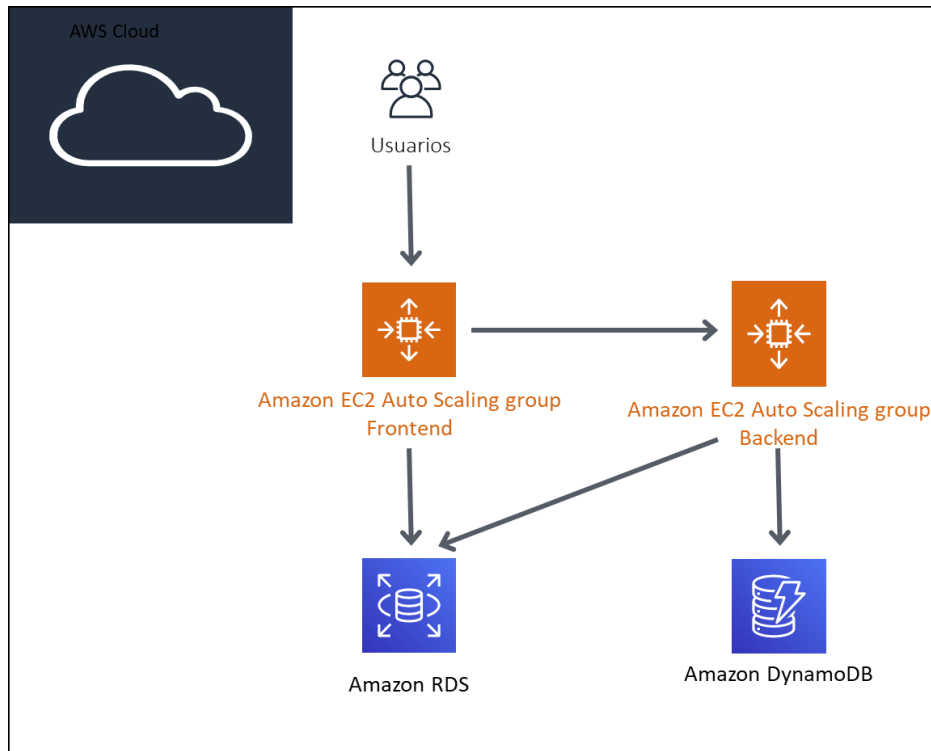 AWS Cloud
Usuarios
Amazon EC2 Auto Scaling group
Frontend
Amazon EC2 Auto Scaling group
Backend
Amazon RDS
Amazon DynamoDB